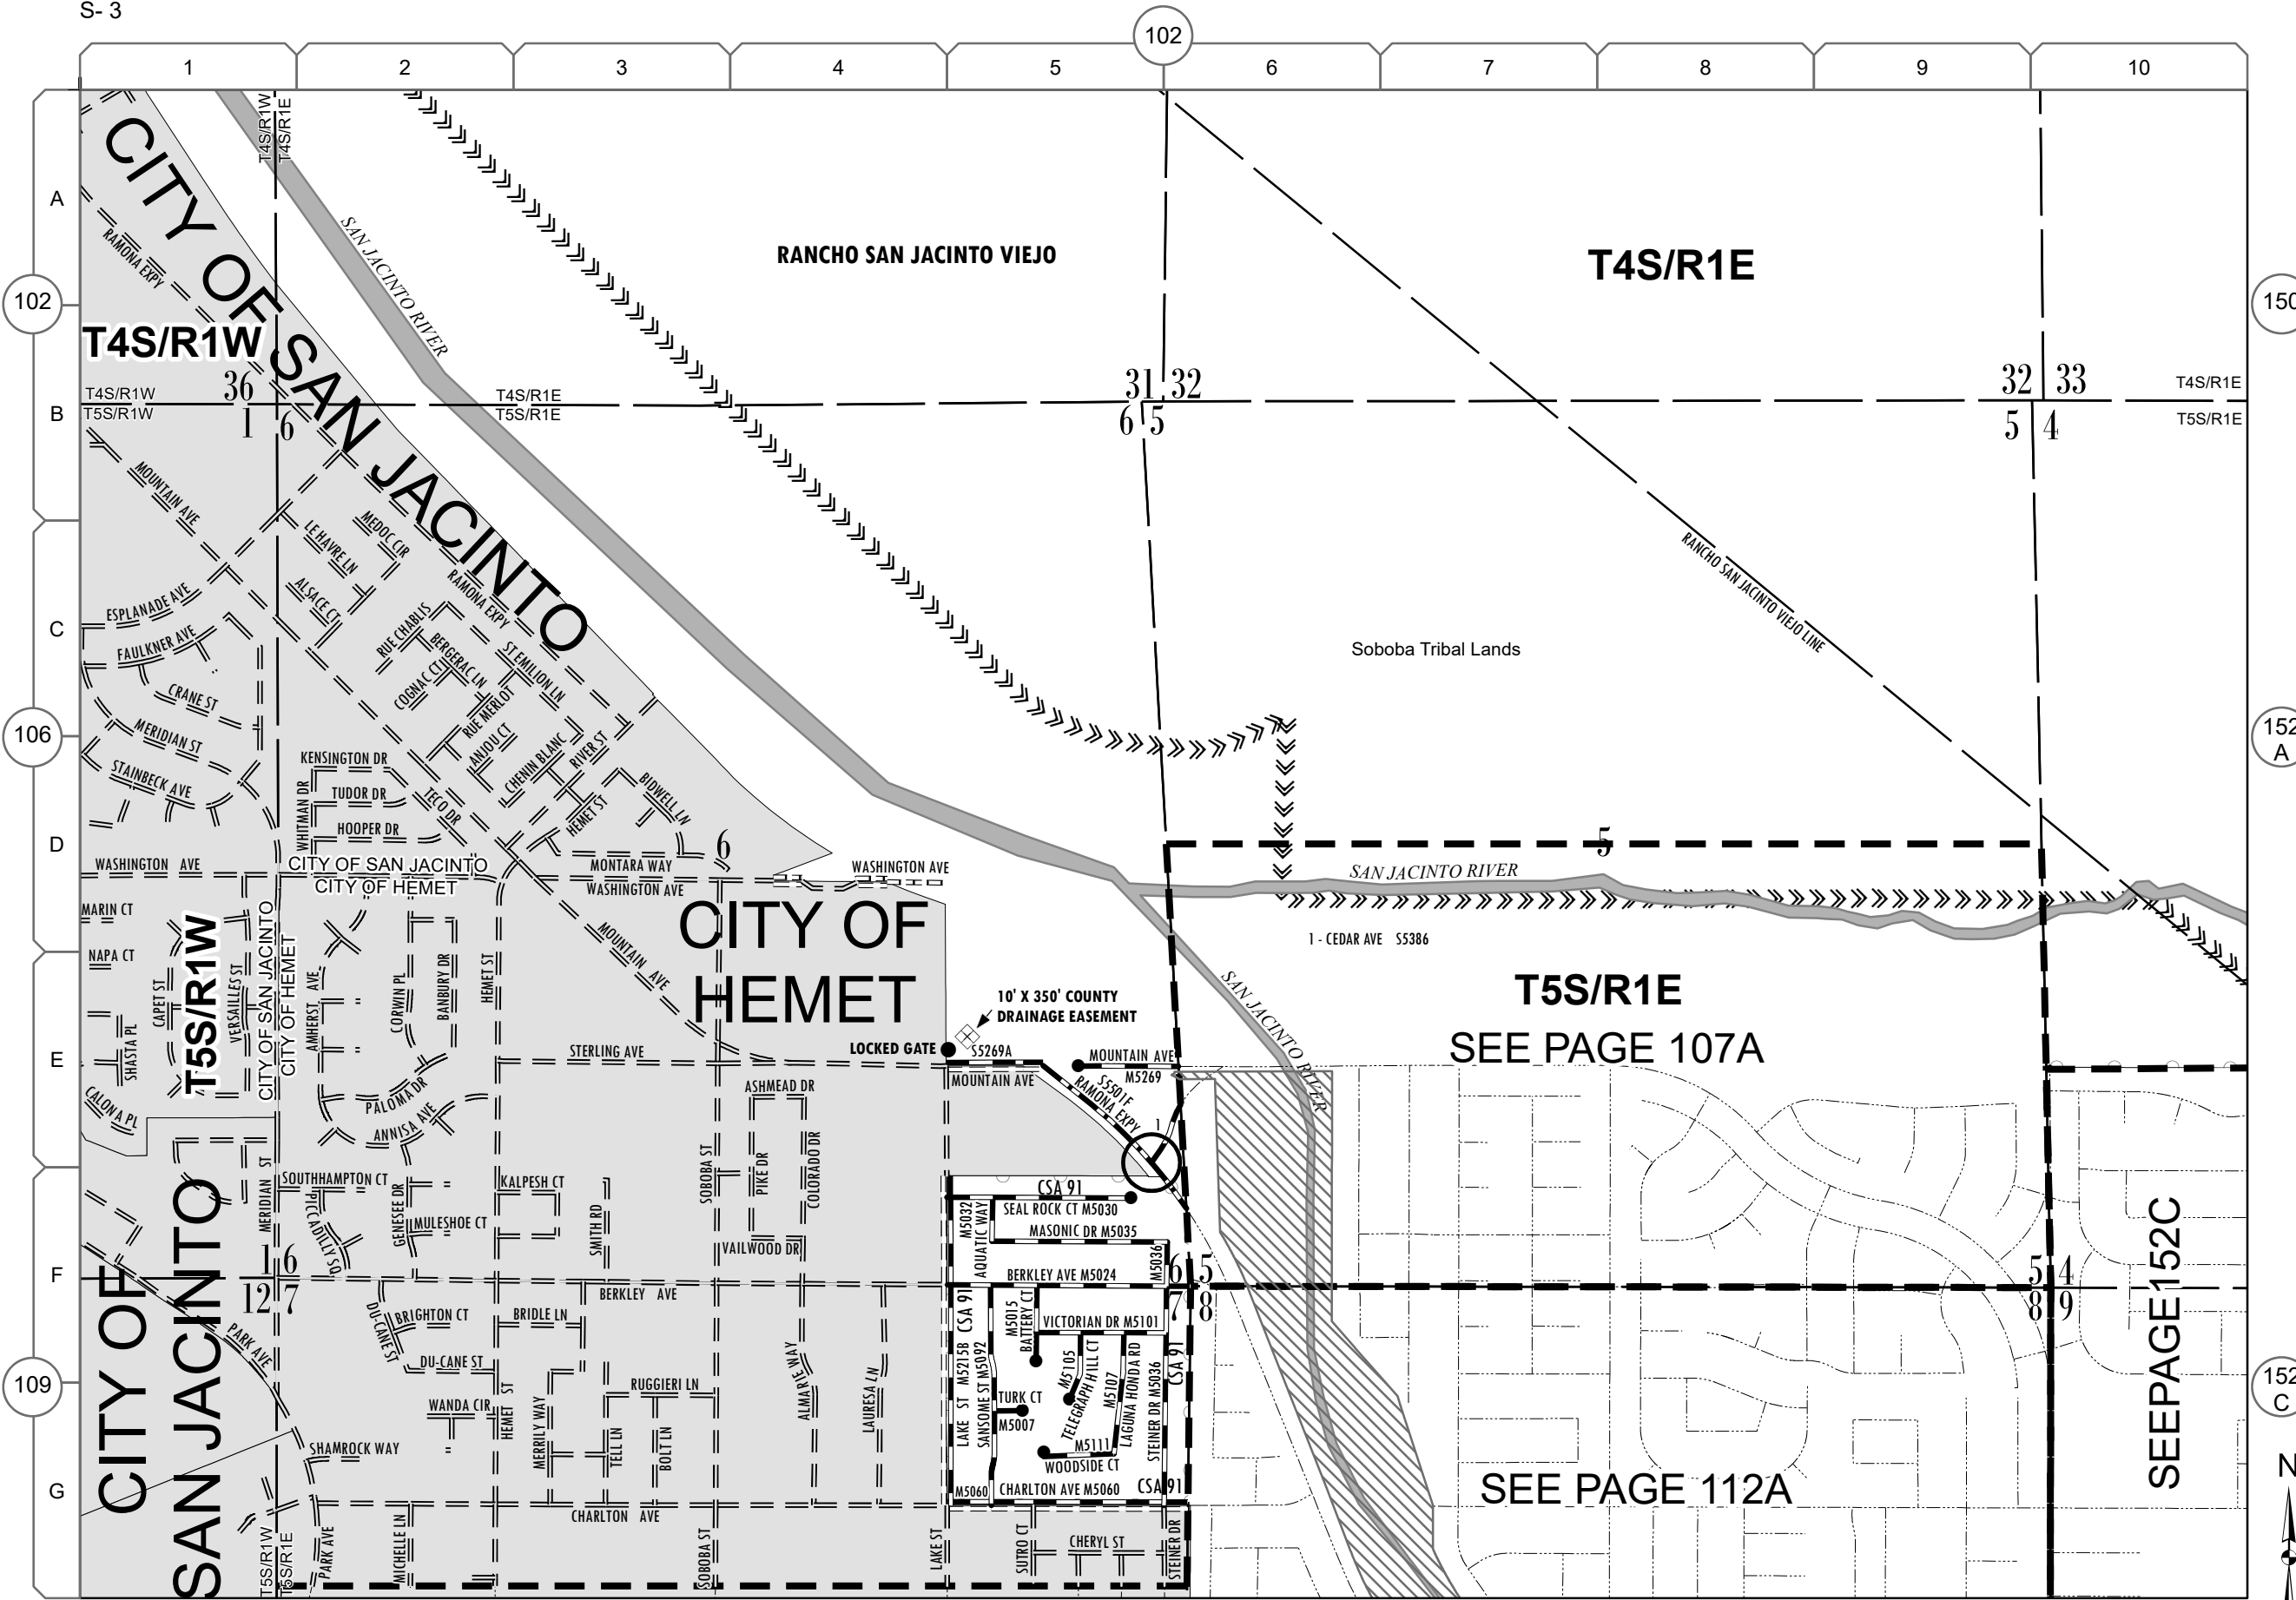 S- 3
102
1
2
3
4
5
6
7
8
9
10
A
B
C
D
E
F
G
102
106
109
150
152
A
152
C
N
CITY OF SAN JACINTO
T4S/R1W
T4S/R1E
RAMONA EXPY
SAN JACINTO RIVER
RANCHO SAN JACINTO VIEJO
T4S/R1E
T4S/R1W
36
T4S/R1W
T5S/R1W
1
6
T4S/R1E
T5S/R1E
31
32
6
5
32
33
5
4
T4S/R1E
T5S/R1E
MOUNTAIN AVE
LE HAVRE LN
MEDOC CIR
ALSACE CT
RAMONA EXPY
ESPLANADE AVE
FAULKNER AVE
CRANE ST
MERIDIAN ST
STAINBECK AVE
RUE CHABLIS
BERGERAC LN
COGNAC CT
ST EMILION LN
RUE MERLOT
ANJOU CT
CHENIN BLANC
RIVER ST
HEMET ST
BIDWELL LN
RANCHO SAN JACINTO VIEJO LINE
Soboba Tribal Lands
KENSINGTON DR
TUDOR DR
HOOPER DR
WHITMAN DR
TECO DR
6
5
WASHINGTON AVE
CITY OF SAN JACINTO
CITY OF HEMET
MONTARA WAY
WASHINGTON AVE
WASHINGTON AVE
SAN JACINTO RIVER
1 - CEDAR AVE S5386
MARIN CT
NAPA CT
CAPET ST
T5S/R1W
VERSAILLES ST
CITY OF SAN JACINTO
CITY OF HEMET
AMHERST AVE
CORWIN PL
BANBURY DR
HEMET ST
MOUNTAIN AVE
CITY OF
HEMET
10' X 350' COUNTY
DRAINAGE EASEMENT
LOCKED GATE
S5269A
MOUNTAIN AVE
MOUNTAIN AVE
M5269
S5501F
RAMONA EXPY
1
SAN JACINTO RIVER
T5S/R1E
SEE PAGE 107A
SHASTA PL
CALONA PL
PALOMA DR
ANNISA AVE
STERLING AVE
ASHMEAD DR
SOBOBA ST
PIKE DR
COLORADO DR
VAILWOOD DR
MERIDIAN ST
SOUTHHAMPTON CT
PICCADILLY SQ
GENESEE DR
MULESHOE CT
KALPESH CT
SMITH RD
CSA 91
SEAL ROCK CT M5030
M5032
AQUATIC WAY
MASONIC DR M5035
M5036
BERKLEY AVE M5024
6
5
7
8
1
6
12
7
5
4
8
9
BERKLEY AVE
CITY OF
SAN JACINTO
PARK AVE
DU-CANE ST
BRIGHTON CT
DU-CANE ST
BRIDLE LN
WANDA CIR
HEMET ST
SHAMROCK WAY
MERRILY WAY
TELL LN
BOLT LN
RUGGIERI LN
ALMARIE WAY
LAURESA LN
LAKE ST M5215B CSA 91
SANSOME ST M5092
M5015
BATTERY CT
VICTORIAN DR M5101
M5105
TELEGRAPH HILL CT
M5107
LAGUNA HONDA RD
STEINER DR M5036
CSA 91
TURK CT
M5007
M5111
WOODSIDE CT
M5060
CHARLTON AVE M5060
CSA 91
CHARLTON AVE
T5S/R1W
T5S/R1E
PARK AVE
MICHELLE LN
SOBOBA ST
LAKE ST
SUTRO CT
CHERYL ST
STEINER DR
SEE PAGE 112A
SEEPAGE152C